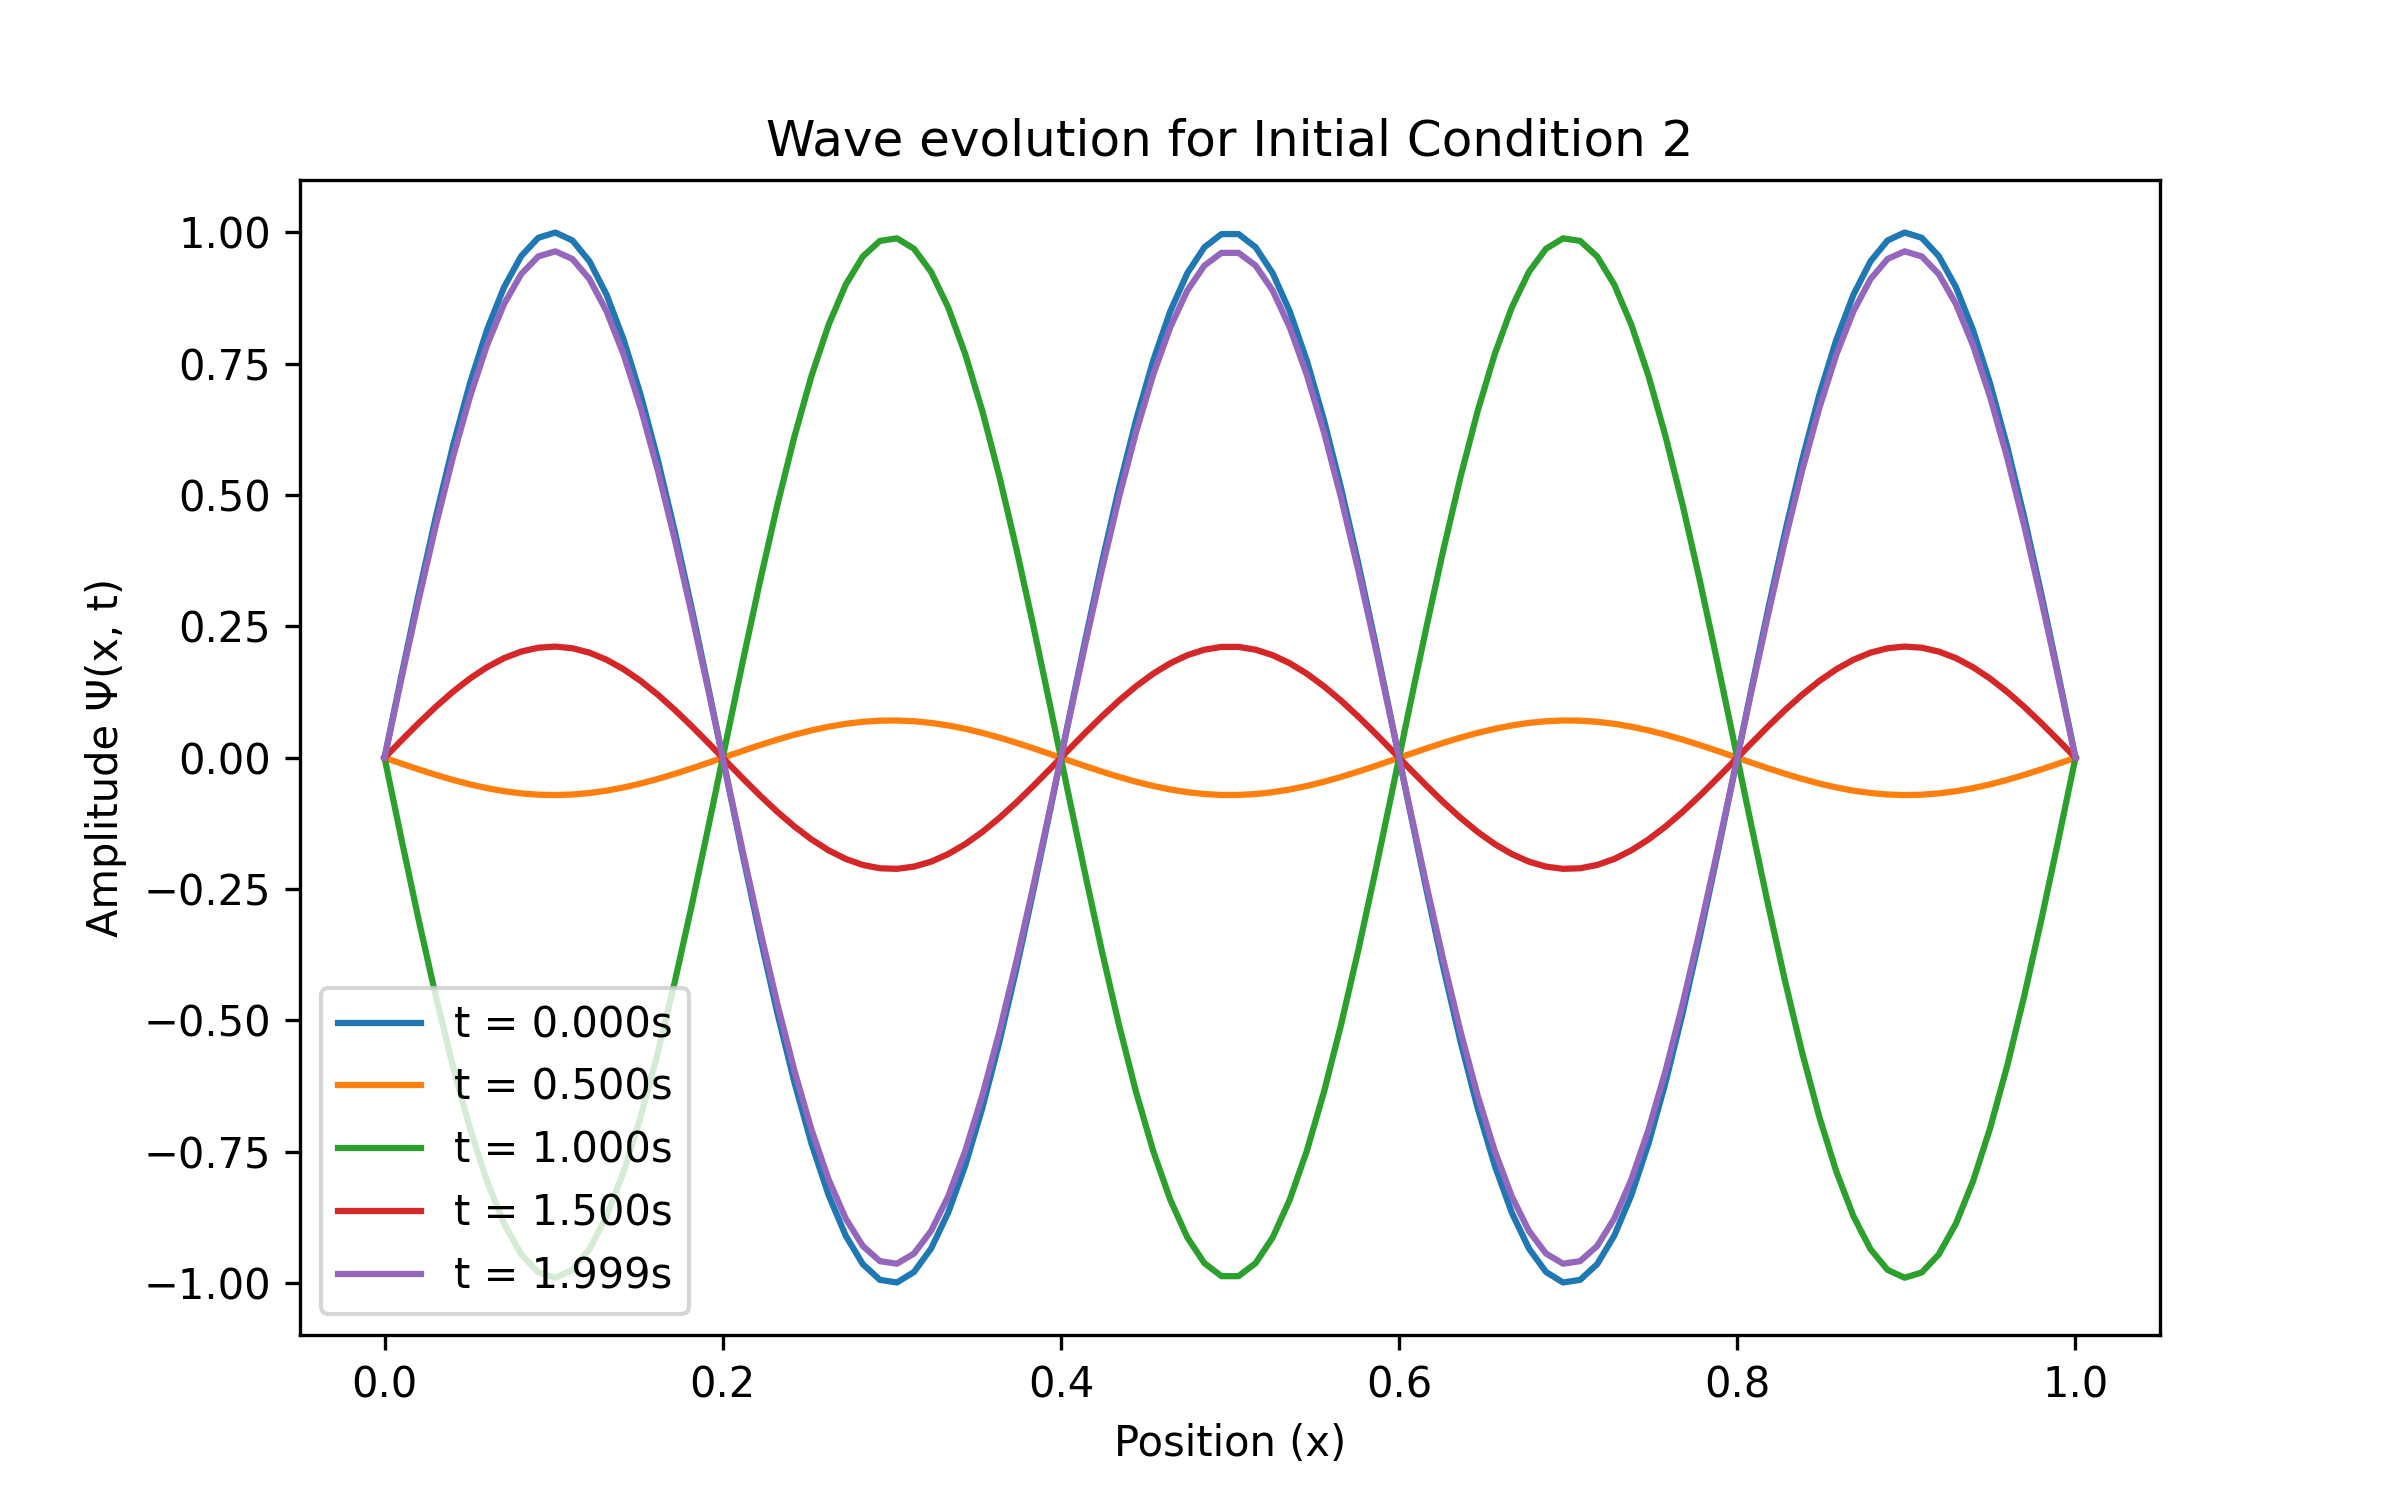 Wave evolution for Initial Condition 2
1.00
0.75
0.50
0.25
0.00
−0.25
−0.50
−0.75
−1.00
Amplitude Ψ(x, t)
t = 0.000s
t = 0.500s
t = 1.000s
t = 1.500s
t = 1.999s
0.0 0.2 0.4 0.6 0.8 1.0
Position (x)